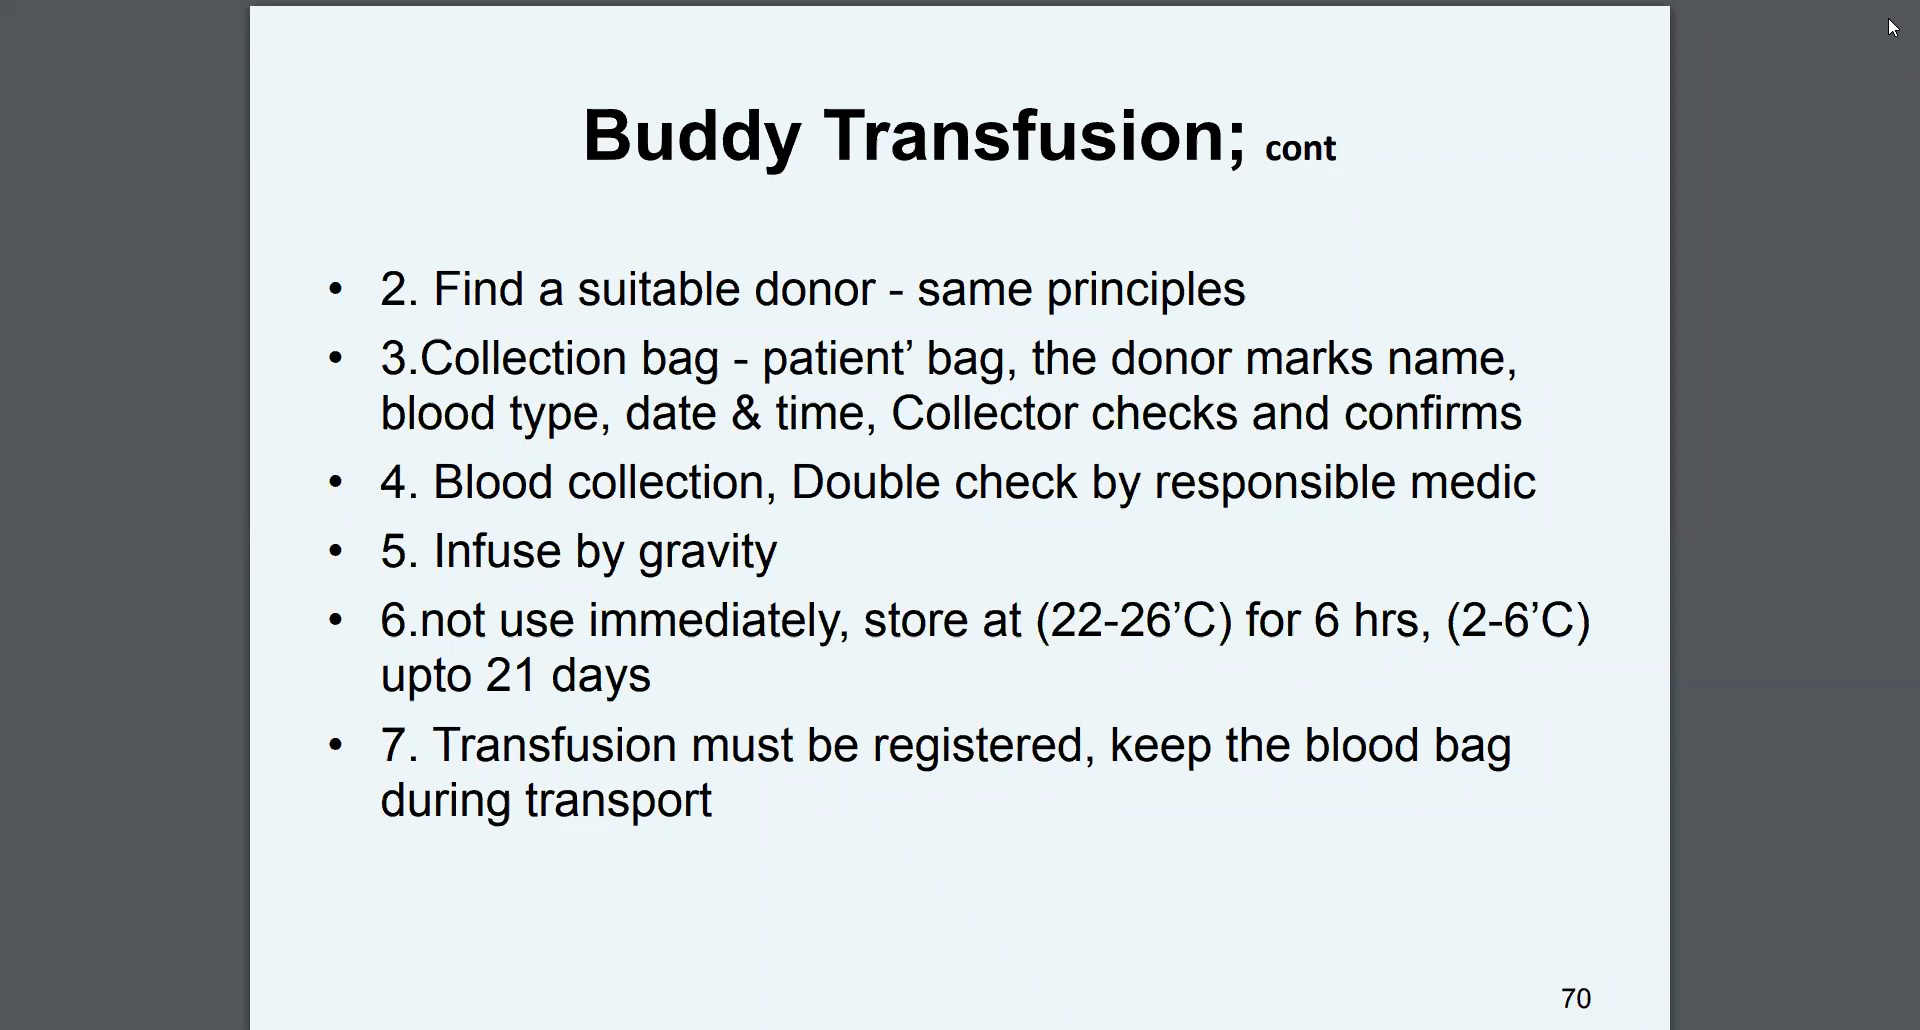 Buddy Transfusion; cont
• 2. Find a suitable donor - same principles
• 3.Collection bag - patient’ bag, the donor marks name,
blood type, date & time, Collector checks and confirms
• 4. Blood collection, Double check by responsible medic
• 5. Infuse by gravity
• 6.not use immediately, store at (22-26’C) for 6 hrs, (2-6’C)
upto 21 days
• 7. Transfusion must be registered, keep the blood bag
during transport
70